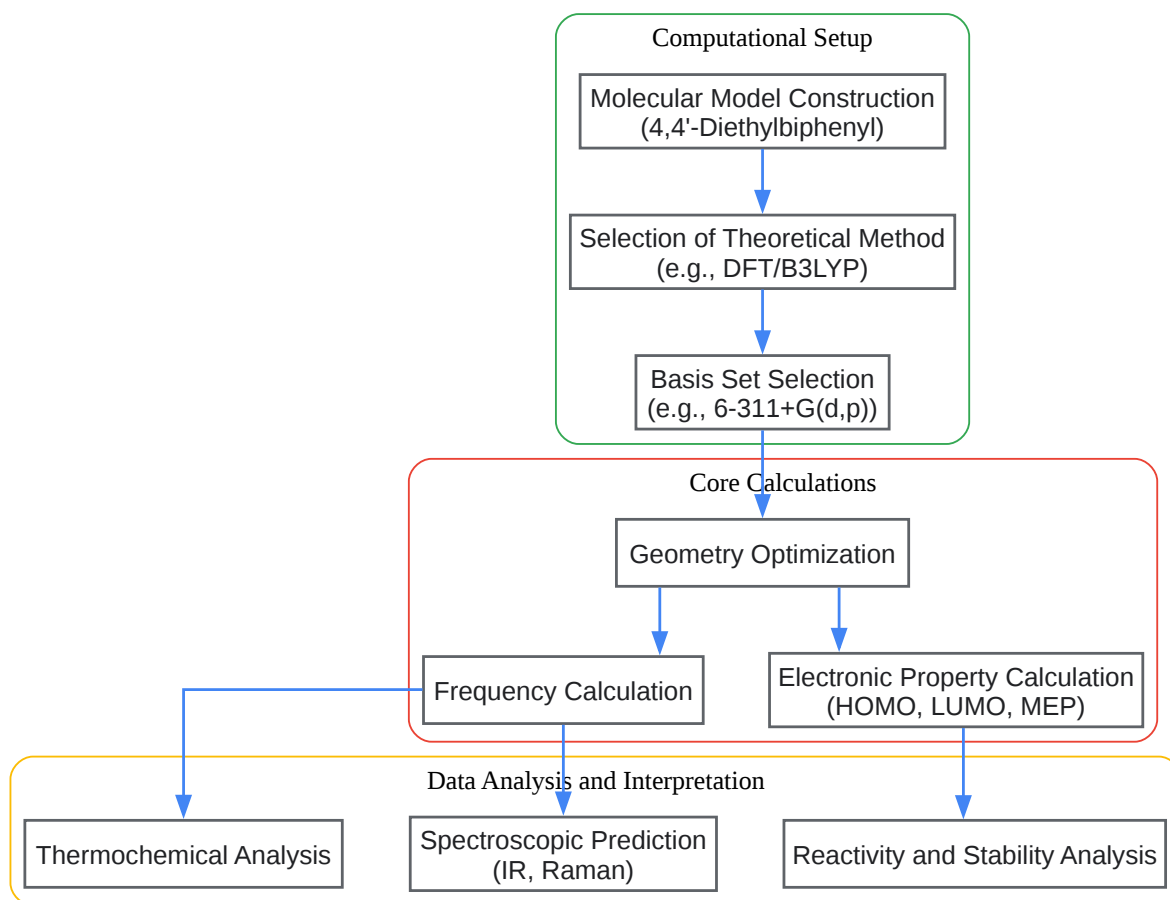 Computational Setup
Molecular Model Construction
(4,4'-Diethylbiphenyl)
Selection of Theoretical Method
(e.g., DFT/B3LYP)
Basis Set Selection
(e.g., 6-311+G(d,p))
Core Calculations
Geometry Optimization
Frequency Calculation
Electronic Property Calculation
(HOMO, LUMO, MEP)
Data Analysis and Interpretation
Thermochemical Analysis
Spectroscopic Prediction
(IR, Raman)
Reactivity and Stability Analysis